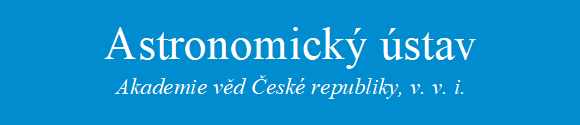 Astronomický ústav
Akademie věd České republiky, v. v. i.